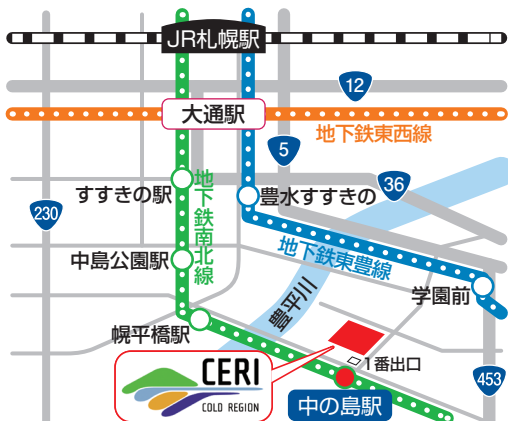 JR札幌駅
12
大通駅
地下鉄東西線
5
すすきの駅
地下鉄南北線
豊水すすきの
36
230
中島公園駅
地下鉄東豊線
学園前
豊平川
幌平橋駅
1番出口
CERI
COLD REGION
中の島駅
453